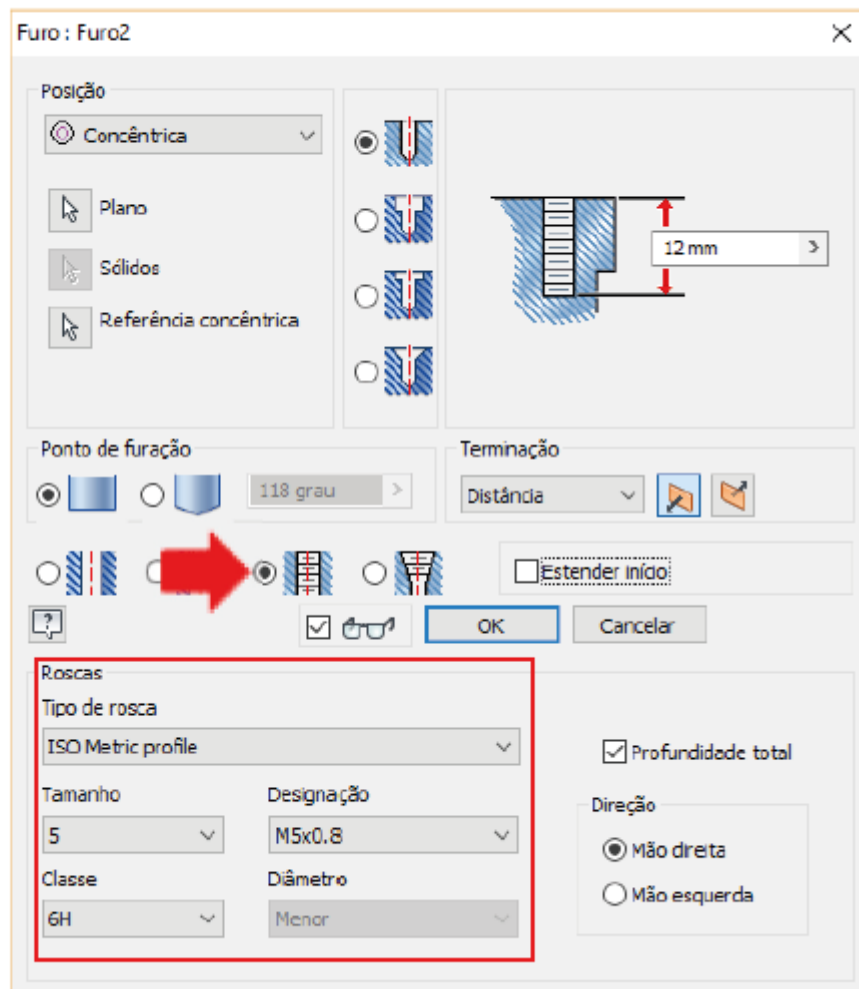 Furo : Furo2
Posição
Concêntrica
Plano
Sólidos
Referência concêntrica
12 mm
Ponto de furação
118 grau
Terminação
Distância
Estender início
OK
Cancelar
Roscas
Tipo de rosca
ISO Metric profile
Profundidade total
Tamanho
Designação
5
M5x0.8
Classe
Diâmetro
6H
Menor
Direção
Mão direita
Mão esquerda